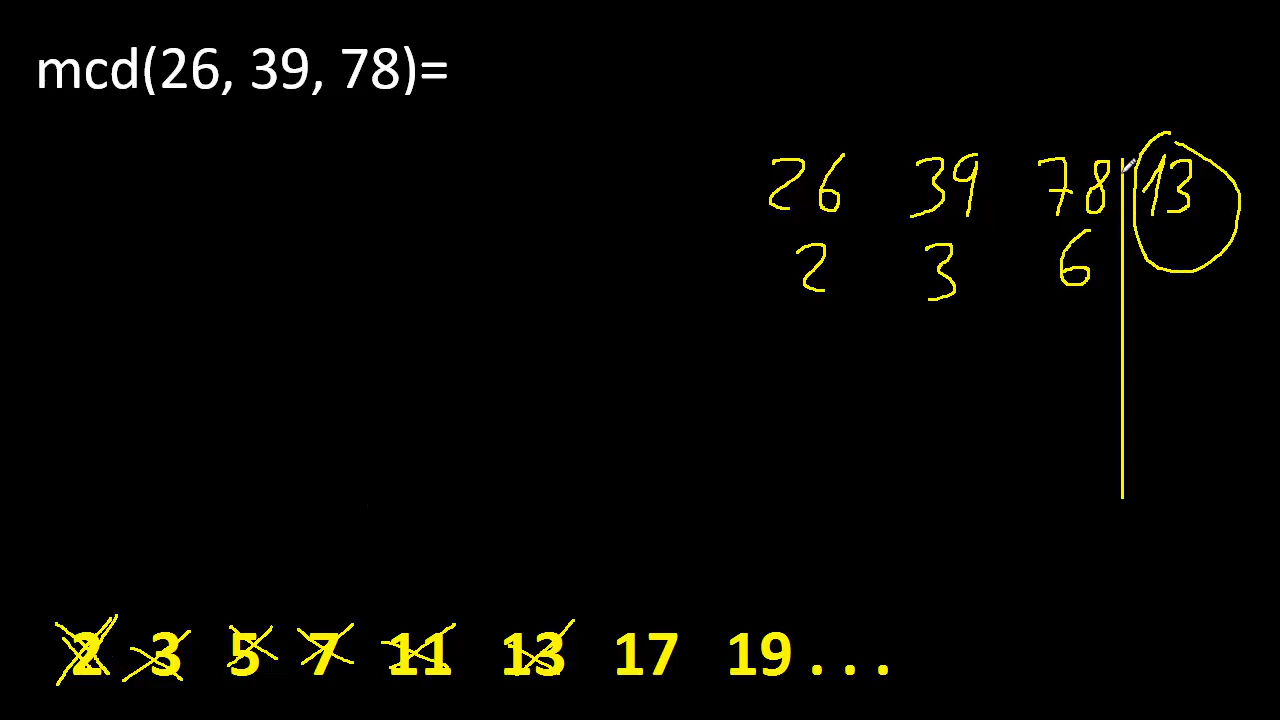 mcd(26, 39, 78)=
26 39 78 13
2 3 6
2 3 5 7 11 13 17 19 . . .